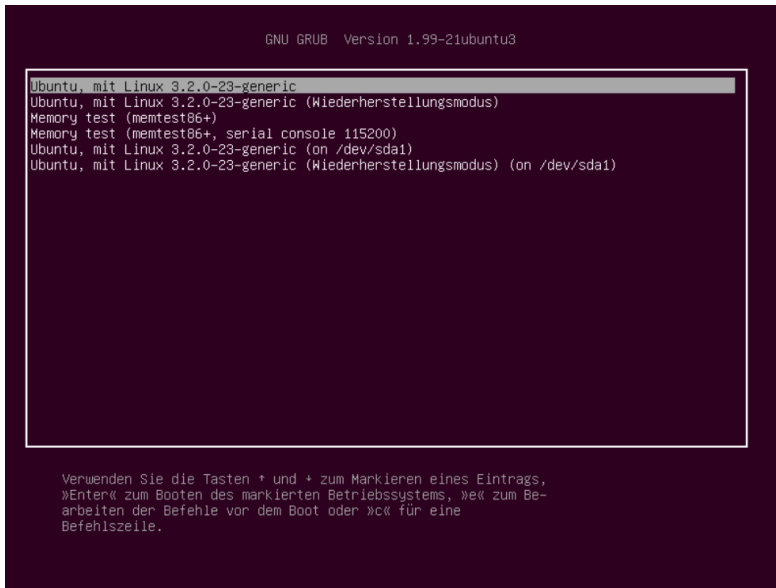 GNU GRUB  Version 1.99-21ubuntu3
Ubuntu, mit Linux 3.2.0-23-generic
Ubuntu, mit Linux 3.2.0-23-generic (Wiederherstellungsmodus)
Memory test (memtest86+)
Memory test (memtest86+, serial console 115200)
Ubuntu, mit Linux 3.2.0-23-generic (on /dev/sda1)
Ubuntu, mit Linux 3.2.0-23-generic (Wiederherstellungsmodus) (on /dev/sda1)
Verwenden Sie die Tasten ↑ und ↓ zum Markieren eines Eintrags,
»Enter« zum Booten des markierten Betriebssystems, »e« zum Be-
arbeiten der Befehle vor dem Boot oder »c« für eine
Befehlszeile.